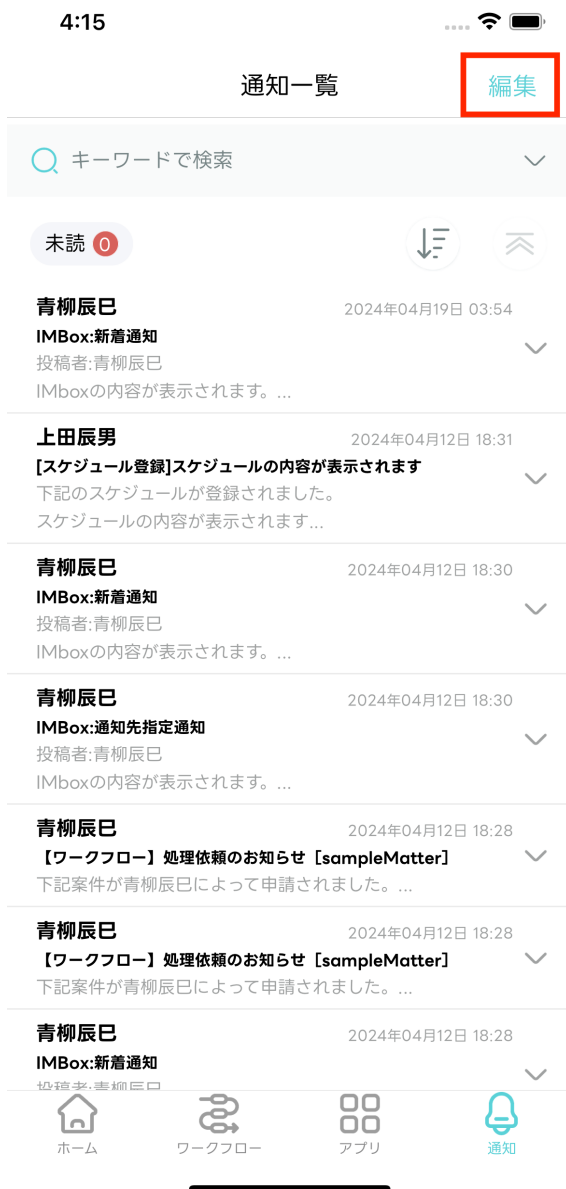 4:15
通知一覧
編集
キーワードで検索
未読 0
青柳辰巳 2024年04月19日 03:54
IMBox:新着通知
投稿者:青柳辰巳
IMboxの内容が表示されます。...
上田辰男 2024年04月12日 18:31
[スケジュール登録]スケジュールの内容が表示されます
下記のスケジュールが登録されました。
スケジュールの内容が表示されます...
青柳辰巳 2024年04月12日 18:30
IMBox:新着通知
投稿者:青柳辰巳
IMboxの内容が表示されます。...
青柳辰巳 2024年04月12日 18:30
IMBox:通知先指定通知
投稿者:青柳辰巳
IMboxの内容が表示されます。...
青柳辰巳 2024年04月12日 18:28
【ワークフロー】処理依頼のお知らせ［sampleMatter］
下記案件が青柳辰巳によって申請されました。...
青柳辰巳 2024年04月12日 18:28
【ワークフロー】処理依頼のお知らせ［sampleMatter］
下記案件が青柳辰巳によって申請されました。...
青柳辰巳 2024年04月12日 18:28
IMBox:新着通知
投稿者:青柳辰巳
ホーム ワークフロー アプリ 通知